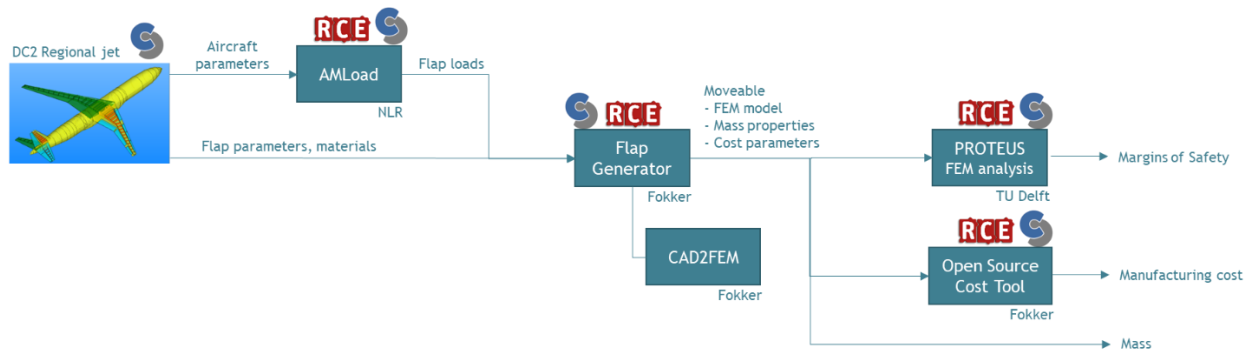 DC2 Regional jet
Aircraft
parameters
RCE
AMLoad
NLR
Flap loads
Flap parameters, materials
RCE
Flap
Generator
Fokker
CAD2FEM
Fokker
Moveable
- FEM model
- Mass properties
- Cost parameters
RCE
PROTEUS
FEM analysis
TU Delft
Margins of Safety
RCE
Open Source
Cost Tool
Fokker
Manufacturing cost
Mass